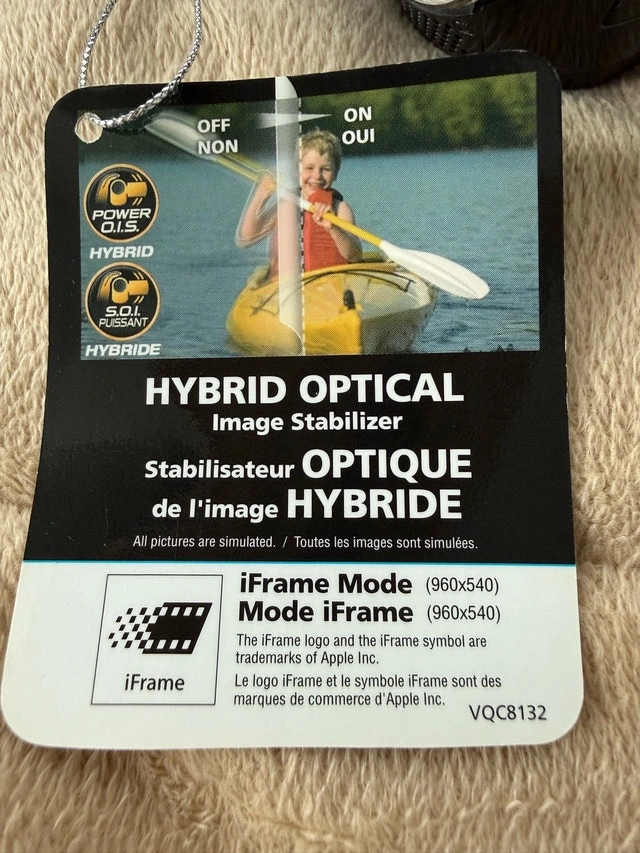 OFF
NON
ON
OUI
POWER
O.I.S.
HYBRID
S.O.I.
PUISSANT
HYBRIDE
HYBRID OPTICAL
Image Stabilizer
Stabilisateur OPTIQUE
de l'image HYBRIDE
All pictures are simulated. / Toutes les images sont simulées.
iFrame Mode (960x540)
Mode iFrame (960x540)
The iFrame logo and the iFrame symbol are
trademarks of Apple Inc.
Le logo iFrame et le symbole iFrame sont des
marques de commerce d'Apple Inc.
iFrame
VQC8132